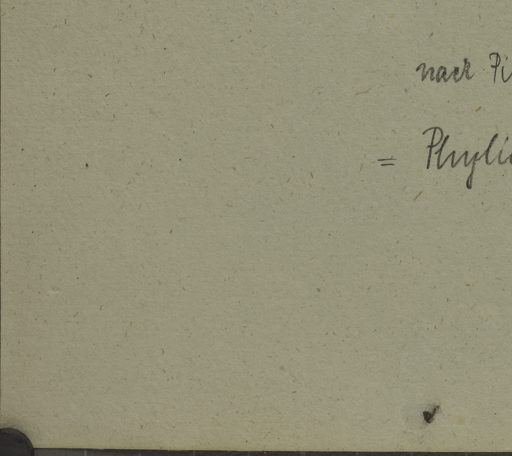 nach Pi
= Phyli